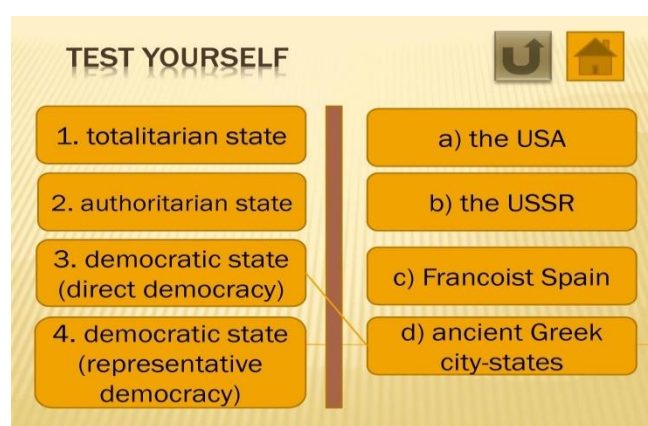 TEST YOURSELF
1. totalitarian state
2. authoritarian state
3. democratic state
(direct democracy)
4. democratic state
(representative
democracy)
a) the USA
b) the USSR
c) Francoist Spain
d) ancient Greek
city-states